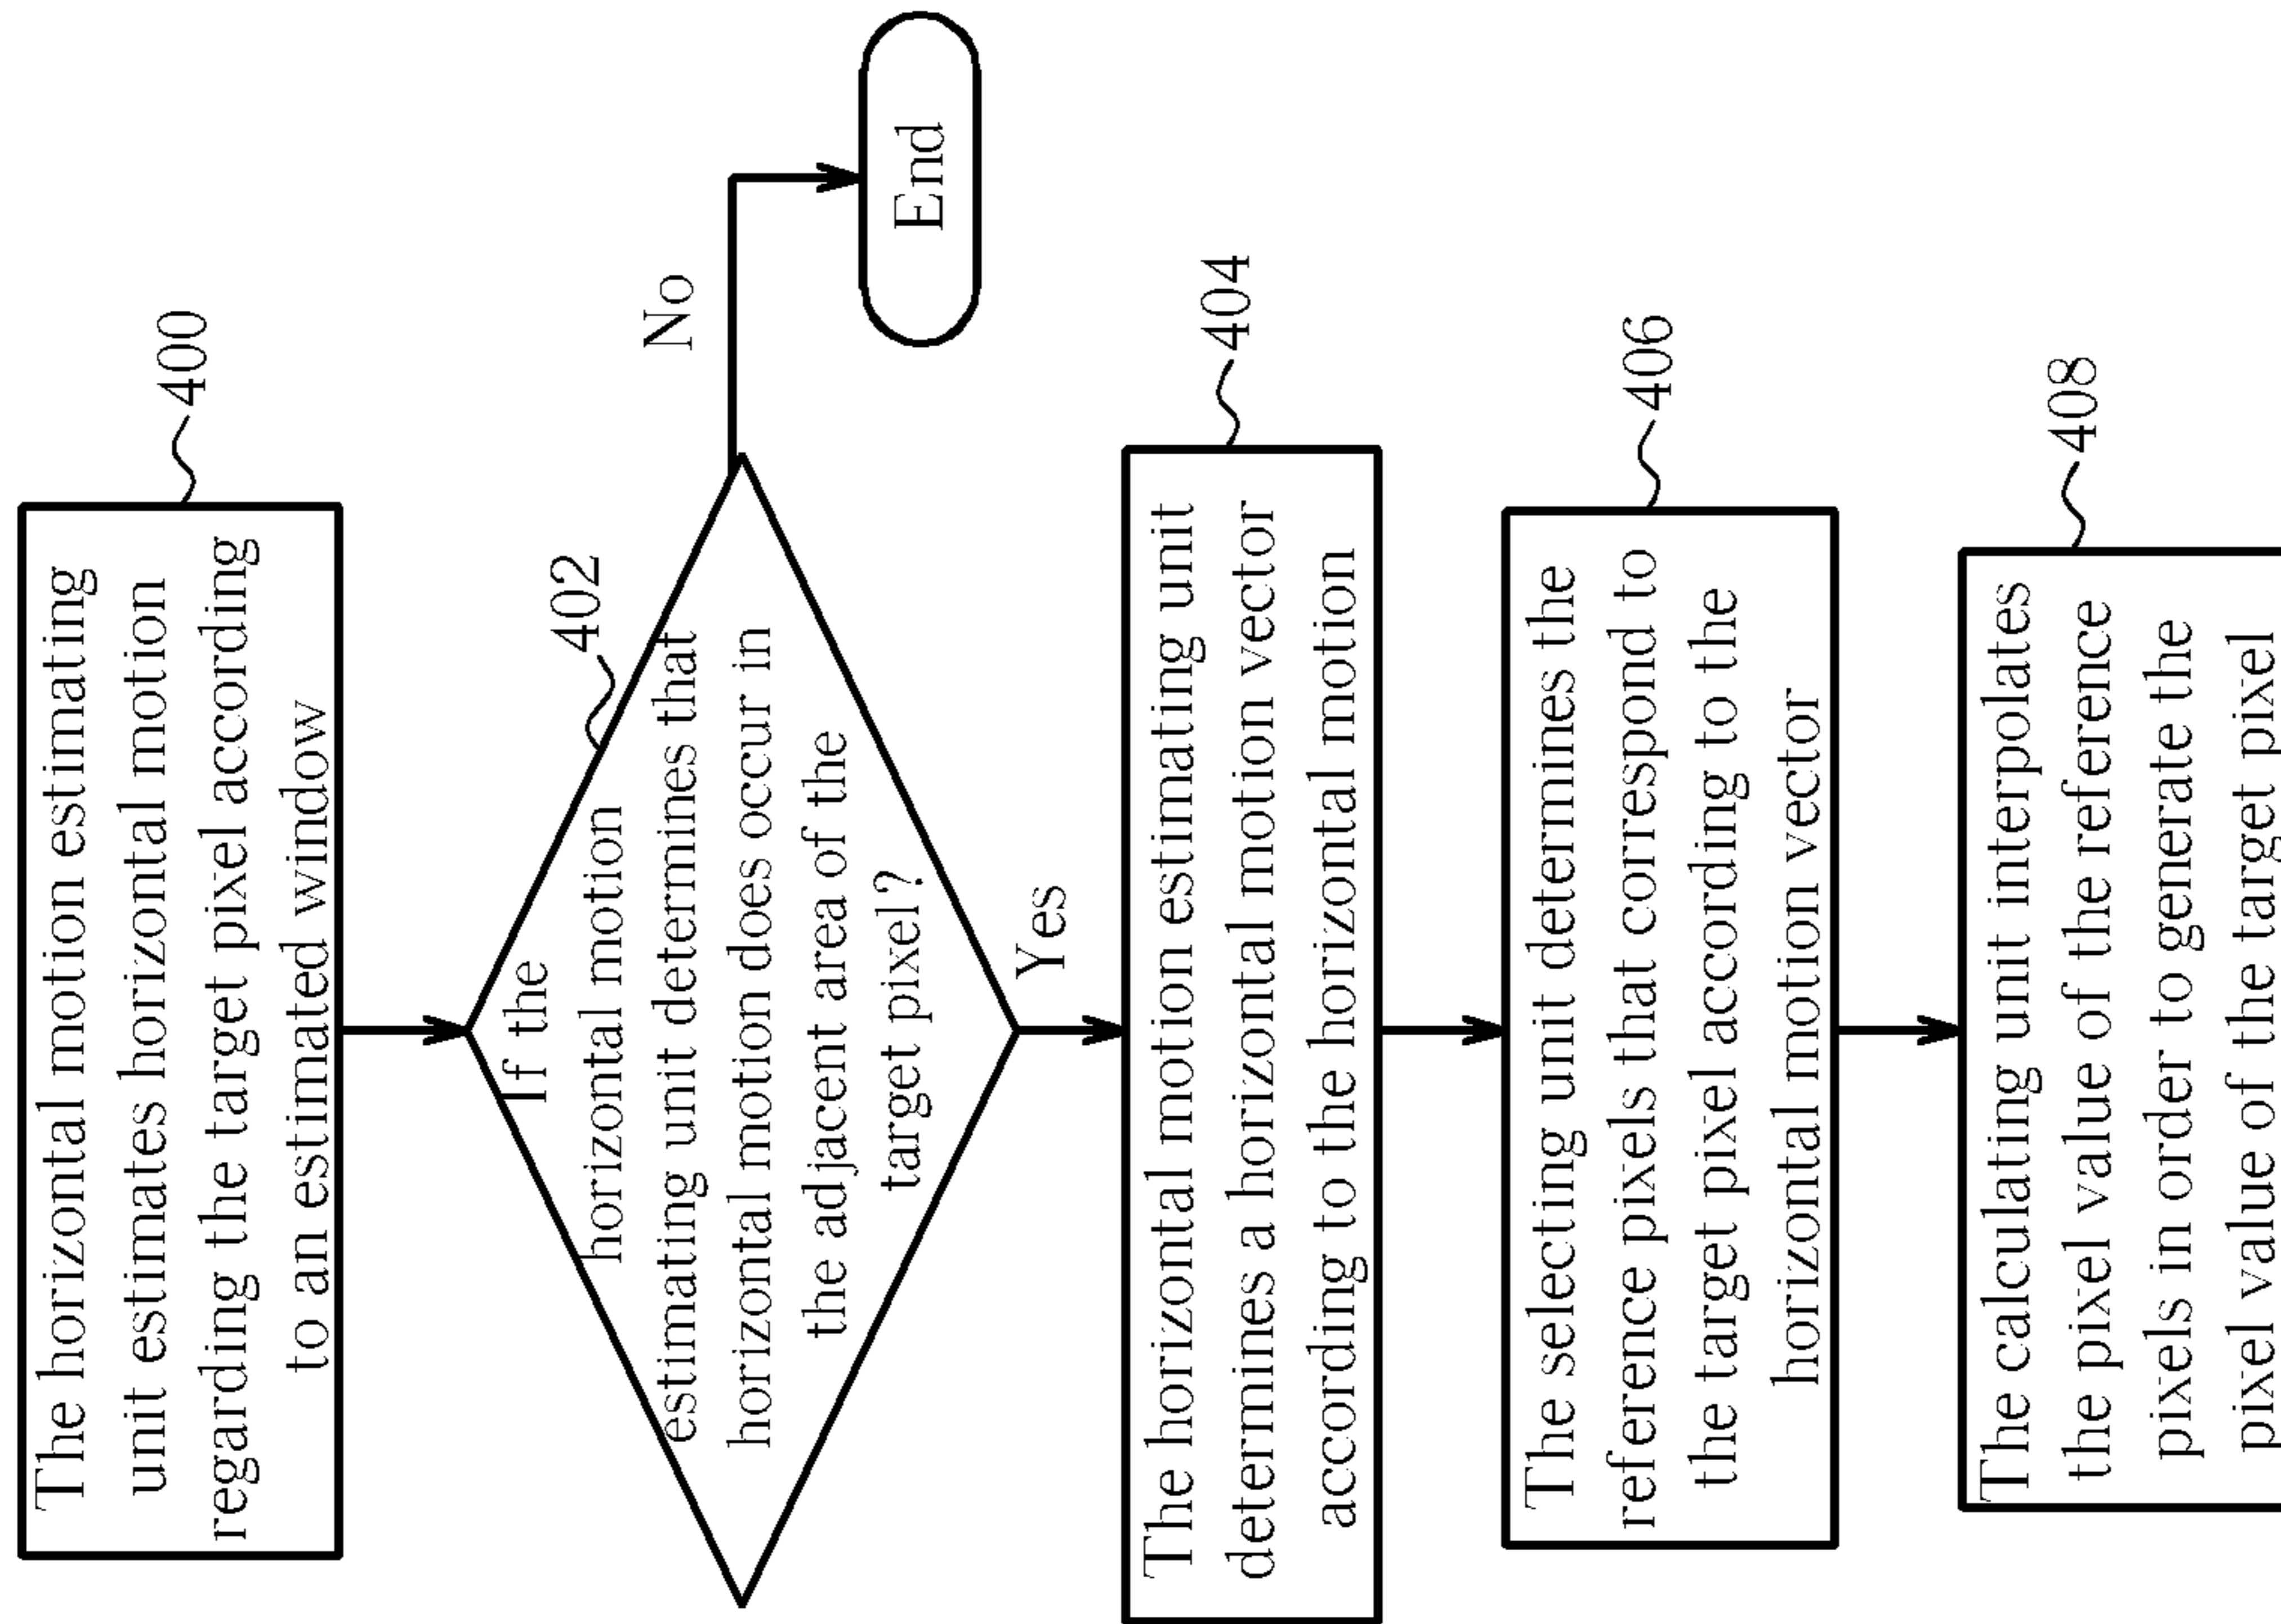 The horizontal motion estimating
unit estimates horizontal motion
regarding the target pixel according
to an estimated window
400
If the
horizontal motion
estimating unit determines that
horizontal motion does occur in
the adjacent area of the
target pixel?
402
No
End
Yes
The horizontal motion estimating unit
determines a horizontal motion vector
according to the horizontal motion
404
The selecting unit determines the
reference pixels that correspond to
the target pixel according to the
horizontal motion vector
406
The calculating unit interpolates
the pixel value of the reference
pixels in order to generate the
pixel value of the target pixel
408